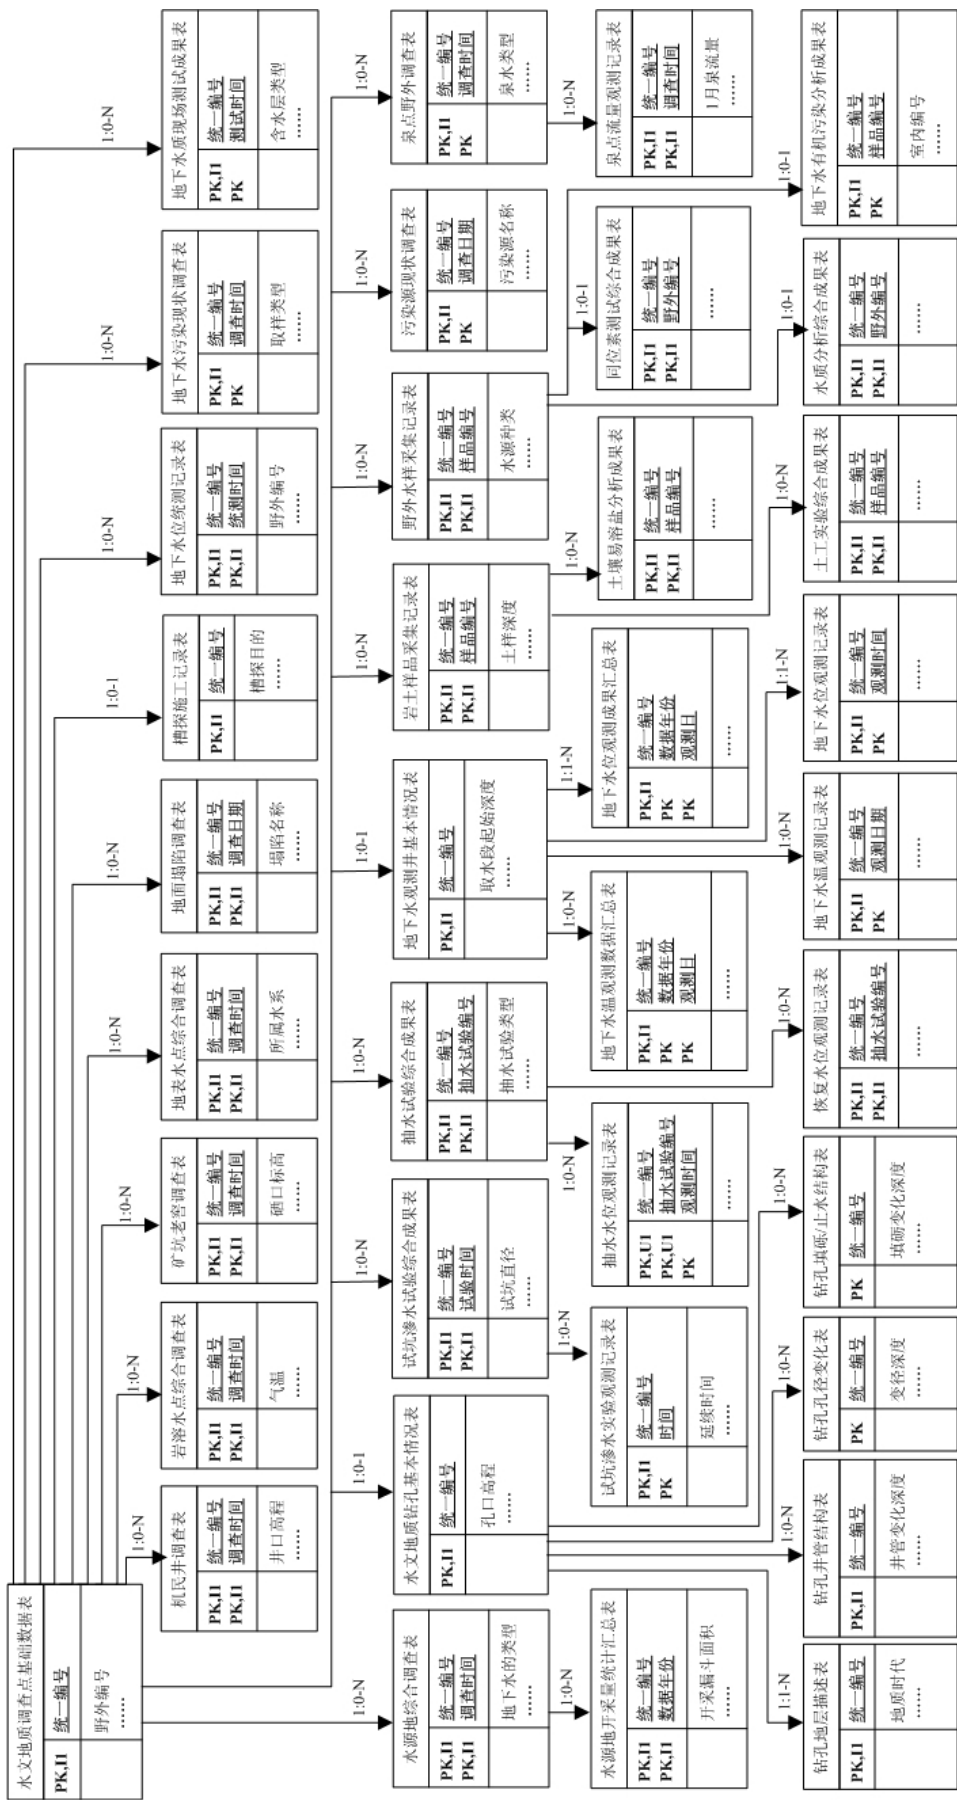 水文地质调查点基础数据表
PK,I1 统一编号
野外编号
......
1:0-N
1:0-N
1:0-N
1:0-N
1:0-N
1:0-1
1:0-N
1:0-N
1:0-N
机民井调查表
PK,I1 统一编号
PK,I1 调查时间
井口高程
......
岩溶水点综合调查表
PK,I1 统一编号
PK,I1 调查时间
气温
......
矿坑老窑调查表
PK,I1 统一编号
PK,I1 调查时间
硒口标高
......
地表水点综合调查表
PK,I1 统一编号
PK,I1 调查时间
所属水系
......
地面塌陷调查表
PK,I1 统一编号
PK,I1 调查日期
塌陷名称
......
槽探施工记录表
PK,I1 统一编号
槽探目的
......
地下水位统测记录表
PK,I1 统一编号
PK,I1 统测时间
野外编号
......
地下水污染现状调查表
PK,I1 统一编号
PK 调查时间
取样类型
......
地下水质现场测试成果表
PK,I1 统一编号
PK 测试时间
含水层类型
......
1:0-N
1:0-1
1:0-N
1:0-N
1:0-1
1:0-N
1:0-N
1:0-N
1:0-N
水源地综合调查表
PK,I1 统一编号
PK,I1 调查时间
地下水的类型
......
水文地质钻孔基本情况表
PK,I1 统一编号
孔口高程
......
试坑渗水试验综合成果表
PK,I1 统一编号
PK,I1 试验时间
试坑直径
......
抽水试验综合成果表
PK,I1 统一编号
PK,I1 抽水试验编号
抽水试验类型
......
地下水观测井基本情况表
PK,I1 统一编号
取水段起始深度
......
岩土样品采集记录表
PK,I1 统一编号
PK,I1 样品编号
土样深度
......
野外水样采集记录表
PK,I1 统一编号
PK,I1 样品编号
水源种类
......
污染源现状调查表
PK,I1 统一编号
PK 调查日期
污染源名称
......
泉点野外调查表
PK,I1 统一编号
PK 调查时间
泉水类型
......
1:0-N
1:0-N
1:0-N
1:0-N
1:1-N
1:0-N
1:0-1
1:0-N
水源地开采量统计汇总表
PK,I1 统一编号
PK,I1 数据年份
开采漏斗面积
......
试坑渗水实验观测记录表
PK,I1 统一编号
PK 时间
延续时间
......
抽水水位观测记录表
PK,U1 统一编号
PK,U1 抽水试验编号
PK 观测时间
......
地下水温观测数据汇总表
PK,I1 统一编号
PK 数据年份
PK 观测日
......
地下水位观测成果汇总表
PK,I1 统一编号
PK 数据年份
PK 观测日
......
土壤易溶盐分析成果表
PK,I1 统一编号
PK,I1 样品编号
......
同位素测试综合成果表
PK,I1 统一编号
PK,I1 野外编号
......
泉点流量观测记录表
PK,I1 统一编号
PK,I1 调查时间
1月泉流量
......
1:1-N
1:0-N
1:0-N
1:0-N
1:0-N
1:0-N
1:1-N
1:0-N
1:0-1
1:0-1
钻孔地层描述表
PK,I1 统一编号
地质时代
......
钻孔井管结构表
PK,I1 统一编号
井管变化深度
......
钻孔孔径变化表
PK 统一编号
变径深度
......
钻孔填砾/止水结构表
PK 统一编号
填砺变化深度
......
恢复水位观测记录表
PK,I1 统一编号
PK,I1 抽水试验编号
......
地下水温观测记录表
PK,I1 统一编号
PK 观测日期
......
地下水位观测记录表
PK,I1 统一编号
PK 观测时间
......
土工实验综合成果表
PK,I1 统一编号
PK,I1 样品编号
......
水质分析综合成果表
PK,I1 统一编号
PK,I1 野外编号
......
地下水有机污染分析成果表
PK,I1 统一编号
PK 样品编号
室内编号
......